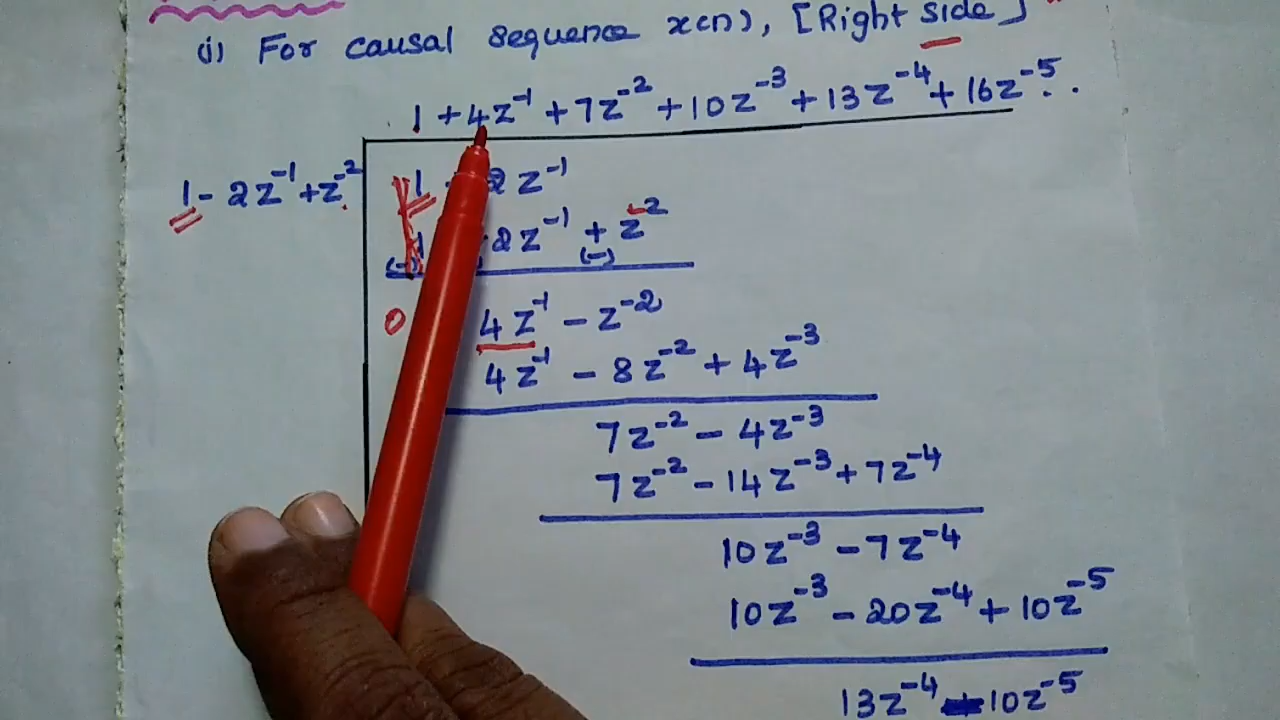 (i) For causal sequence x(n), [Right side]
1 + 4z⁻¹ + 7z⁻² + 10z⁻³ + 13z⁻⁴ + 16z⁻⁵ . .
1 - 2z⁻¹ + z⁻²
1 2z⁻¹
1 2z⁻¹ + z⁻²
(-) (-)
0 4z⁻¹ - z⁻²
4z⁻¹ - 8z⁻² + 4z⁻³
7z⁻² - 4z⁻³
7z⁻² - 14z⁻³ + 7z⁻⁴
10z⁻³ - 7z⁻⁴
10z⁻³ - 20z⁻⁴ + 10z⁻⁵
13z⁻⁴ 10z⁻⁵